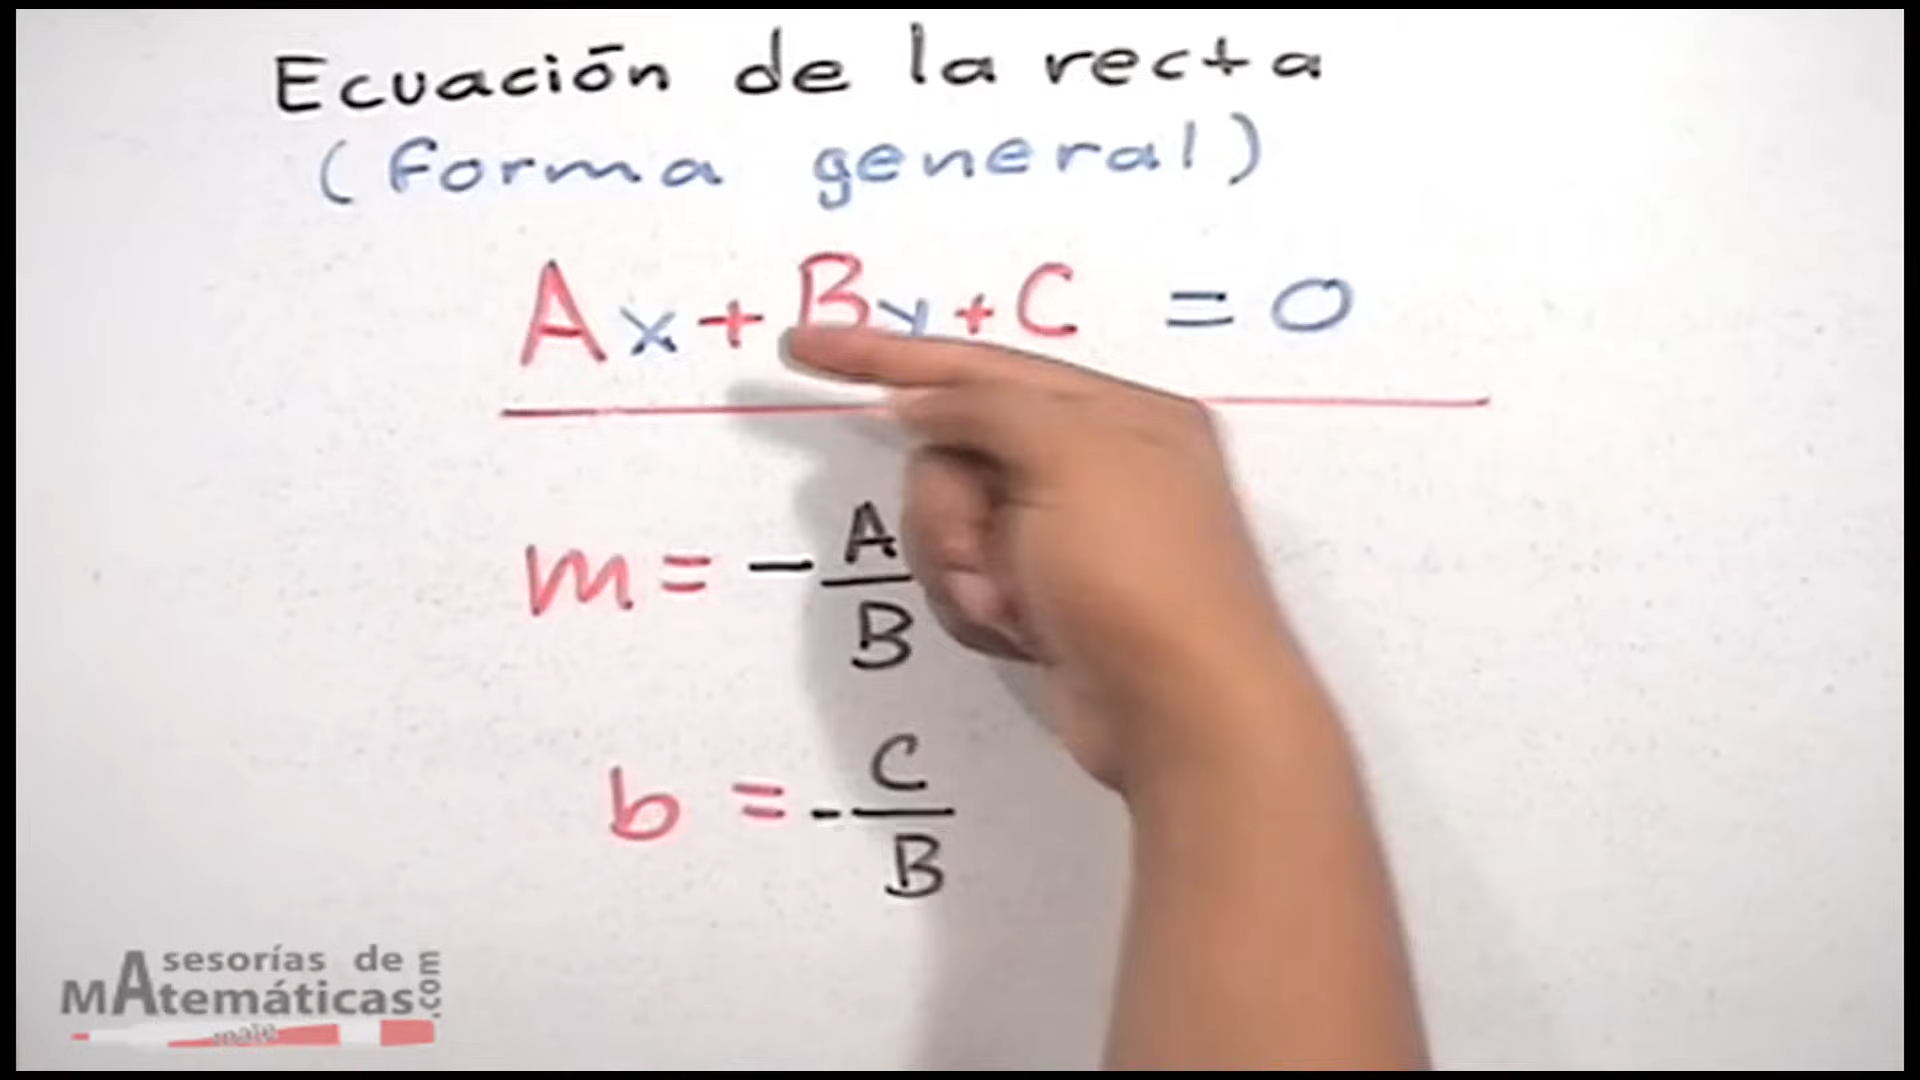 Ecuación de la recta
(forma general)
Ax + By + C = 0
m = - A/B
b = - C/B
Asesorías de
MAtemáticas.com